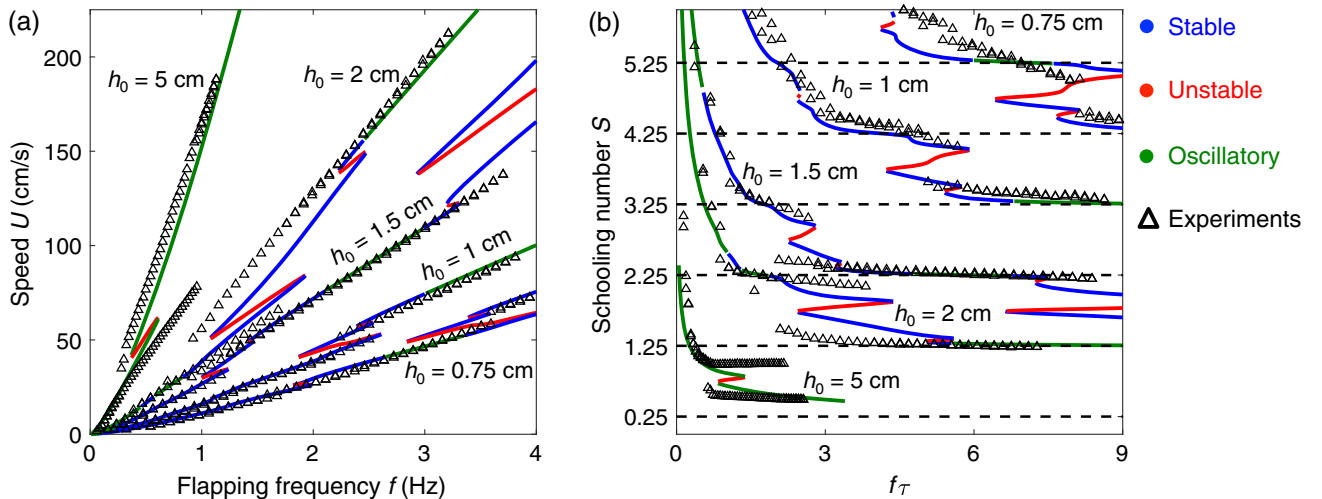 (a)
200
150
100
50
0
Speed U (cm/s)
h0 = 5 cm
h0 = 2 cm
h0 = 1.5 cm
h0 = 1 cm
h0 = 0.75 cm
0 1 2 3 4
Flapping frequency f (Hz)
(b)
5.25
4.25
3.25
2.25
1.25
0.25
Schooling number S
h0 = 0.75 cm
h0 = 1 cm
h0 = 1.5 cm
h0 = 2 cm
h0 = 5 cm
3 6 9
fτ
Stable
Unstable
Oscillatory
Experiments